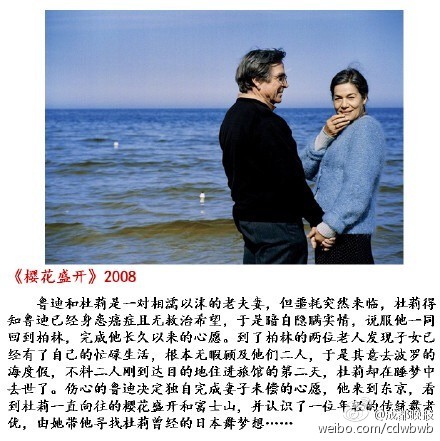 《樱花盛开》2008
鲁迪和杜莉是一对相濡以沫的老夫妻，但噩耗突然来临，杜莉得
知鲁迪已经身患癌症且无救治希望，于是暗自隐瞒实情，说服他一同
回到柏林，完成他长久以来的心愿。到了柏林的两位老人发现子女已
经有了自己的忙碌生活，根本无暇顾及他们二人，于是其意去波罗的
海度假，不料二人刚到达目的地住进旅馆的第二天，杜莉却在睡梦中
去世了。伤心的鲁迪决定独自完成妻子未偿的心愿，他来到东京，看
到杜莉一直向往的樱花盛开和富士山，并认识了一位年轻的传统舞者
优，由她带他寻找杜莉曾经的日本舞梦想……
weibo.com/cdwbwb